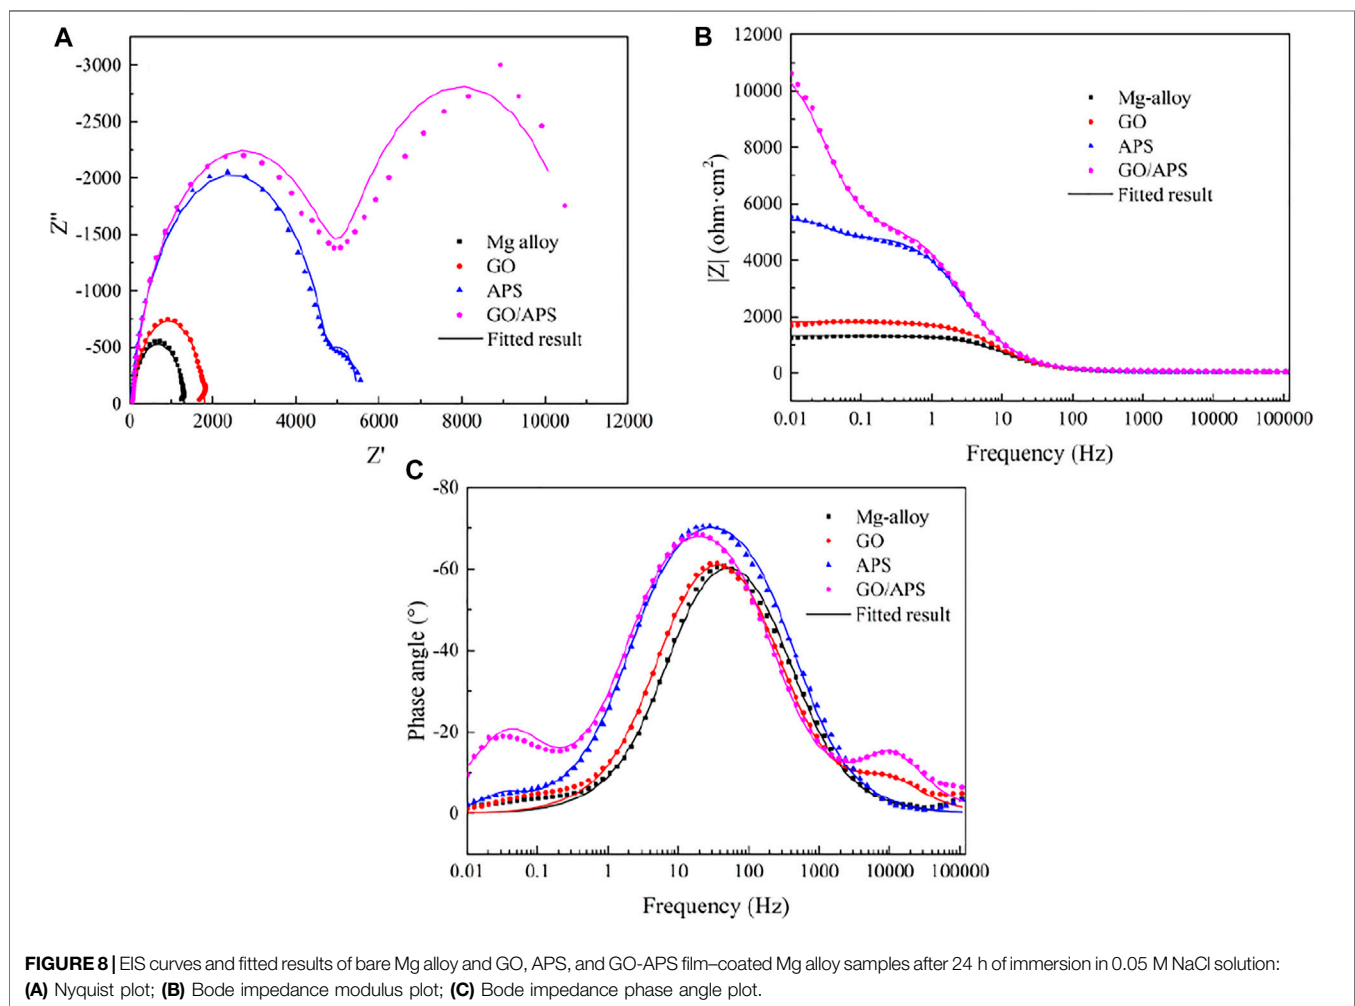 A
-3000
-2500
-2000
-1500
-1000
-500
0
Z''
0 2000 4000 6000 8000 10000 12000
Z'
Mg alloy
GO
APS
GO/APS
Fitted result
B
12000
10000
8000
6000
4000
2000
0
|Z| (ohm·cm²)
0.01 0.1 1 10 100 1000 10000 100000
Frequency (Hz)
Mg-alloy
GO
APS
GO/APS
Fitted result
C
-80
-60
-40
-20
0
Phase angle (°)
0.01 0.1 1 10 100 1000 10000 100000
Frequency (Hz)
Mg-alloy
GO
APS
GO/APS
Fitted result
FIGURE 8 | EIS curves and fitted results of bare Mg alloy and GO, APS, and GO-APS film–coated Mg alloy samples after 24 h of immersion in 0.05 M NaCl solution:
(A) Nyquist plot; (B) Bode impedance modulus plot; (C) Bode impedance phase angle plot.